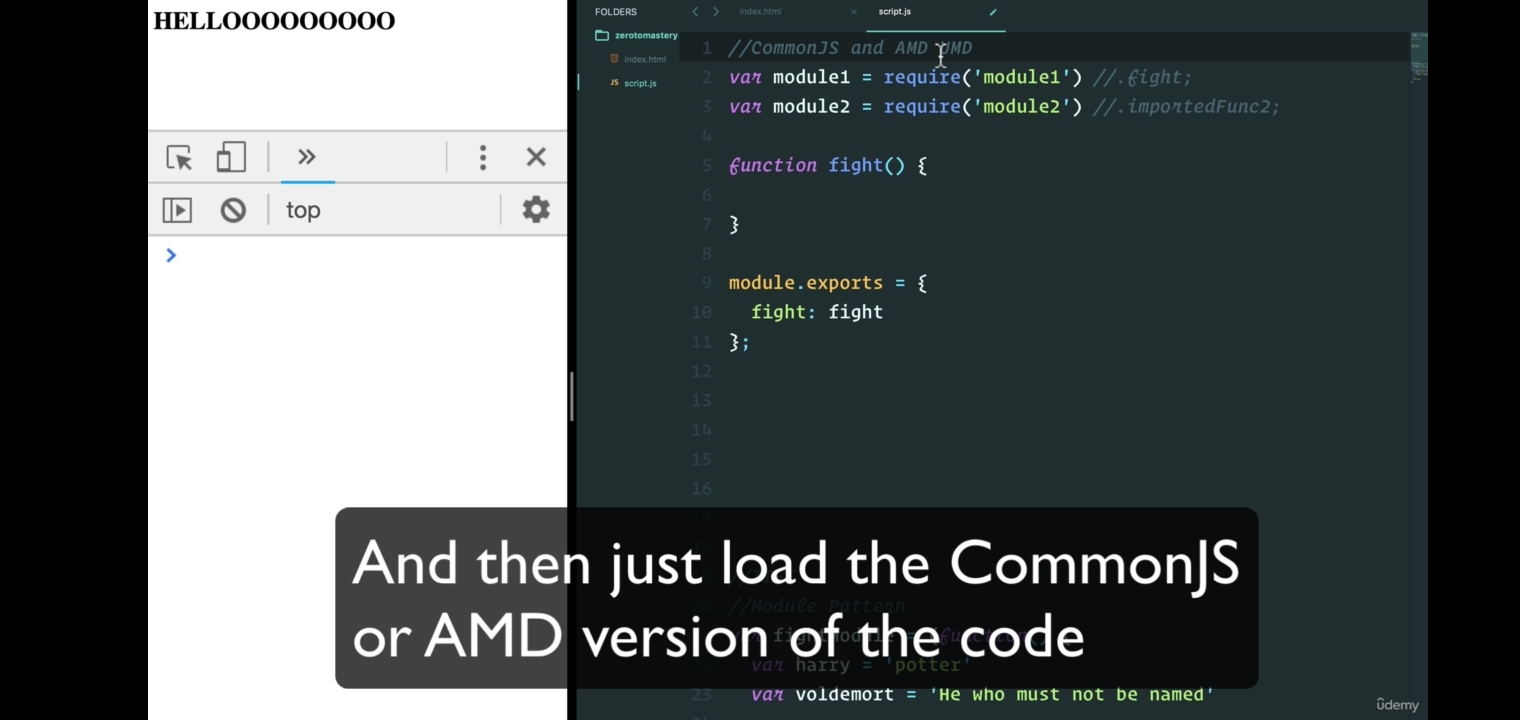 HELLOOOOOOOOO
top
FOLDERS
zerotomastery
index.html
JS script.js
index.html
script.js
1 //CommonJS and AMD UMD
2 var module1 = require('module1') //.fight;
3 var module2 = require('module2') //.importedFunc2;
4
5 function fight() {
6
7 }
8
9 module.exports = {
10 fight: fight
11 };
12
13
14
15
16
17
20 //Module Pattern
var fightModule = (function() {
22 var harry = 'potter'
23 var voldemort = 'He who must not be named'
And then just load the CommonJS
or AMD version of the code
ûdemy